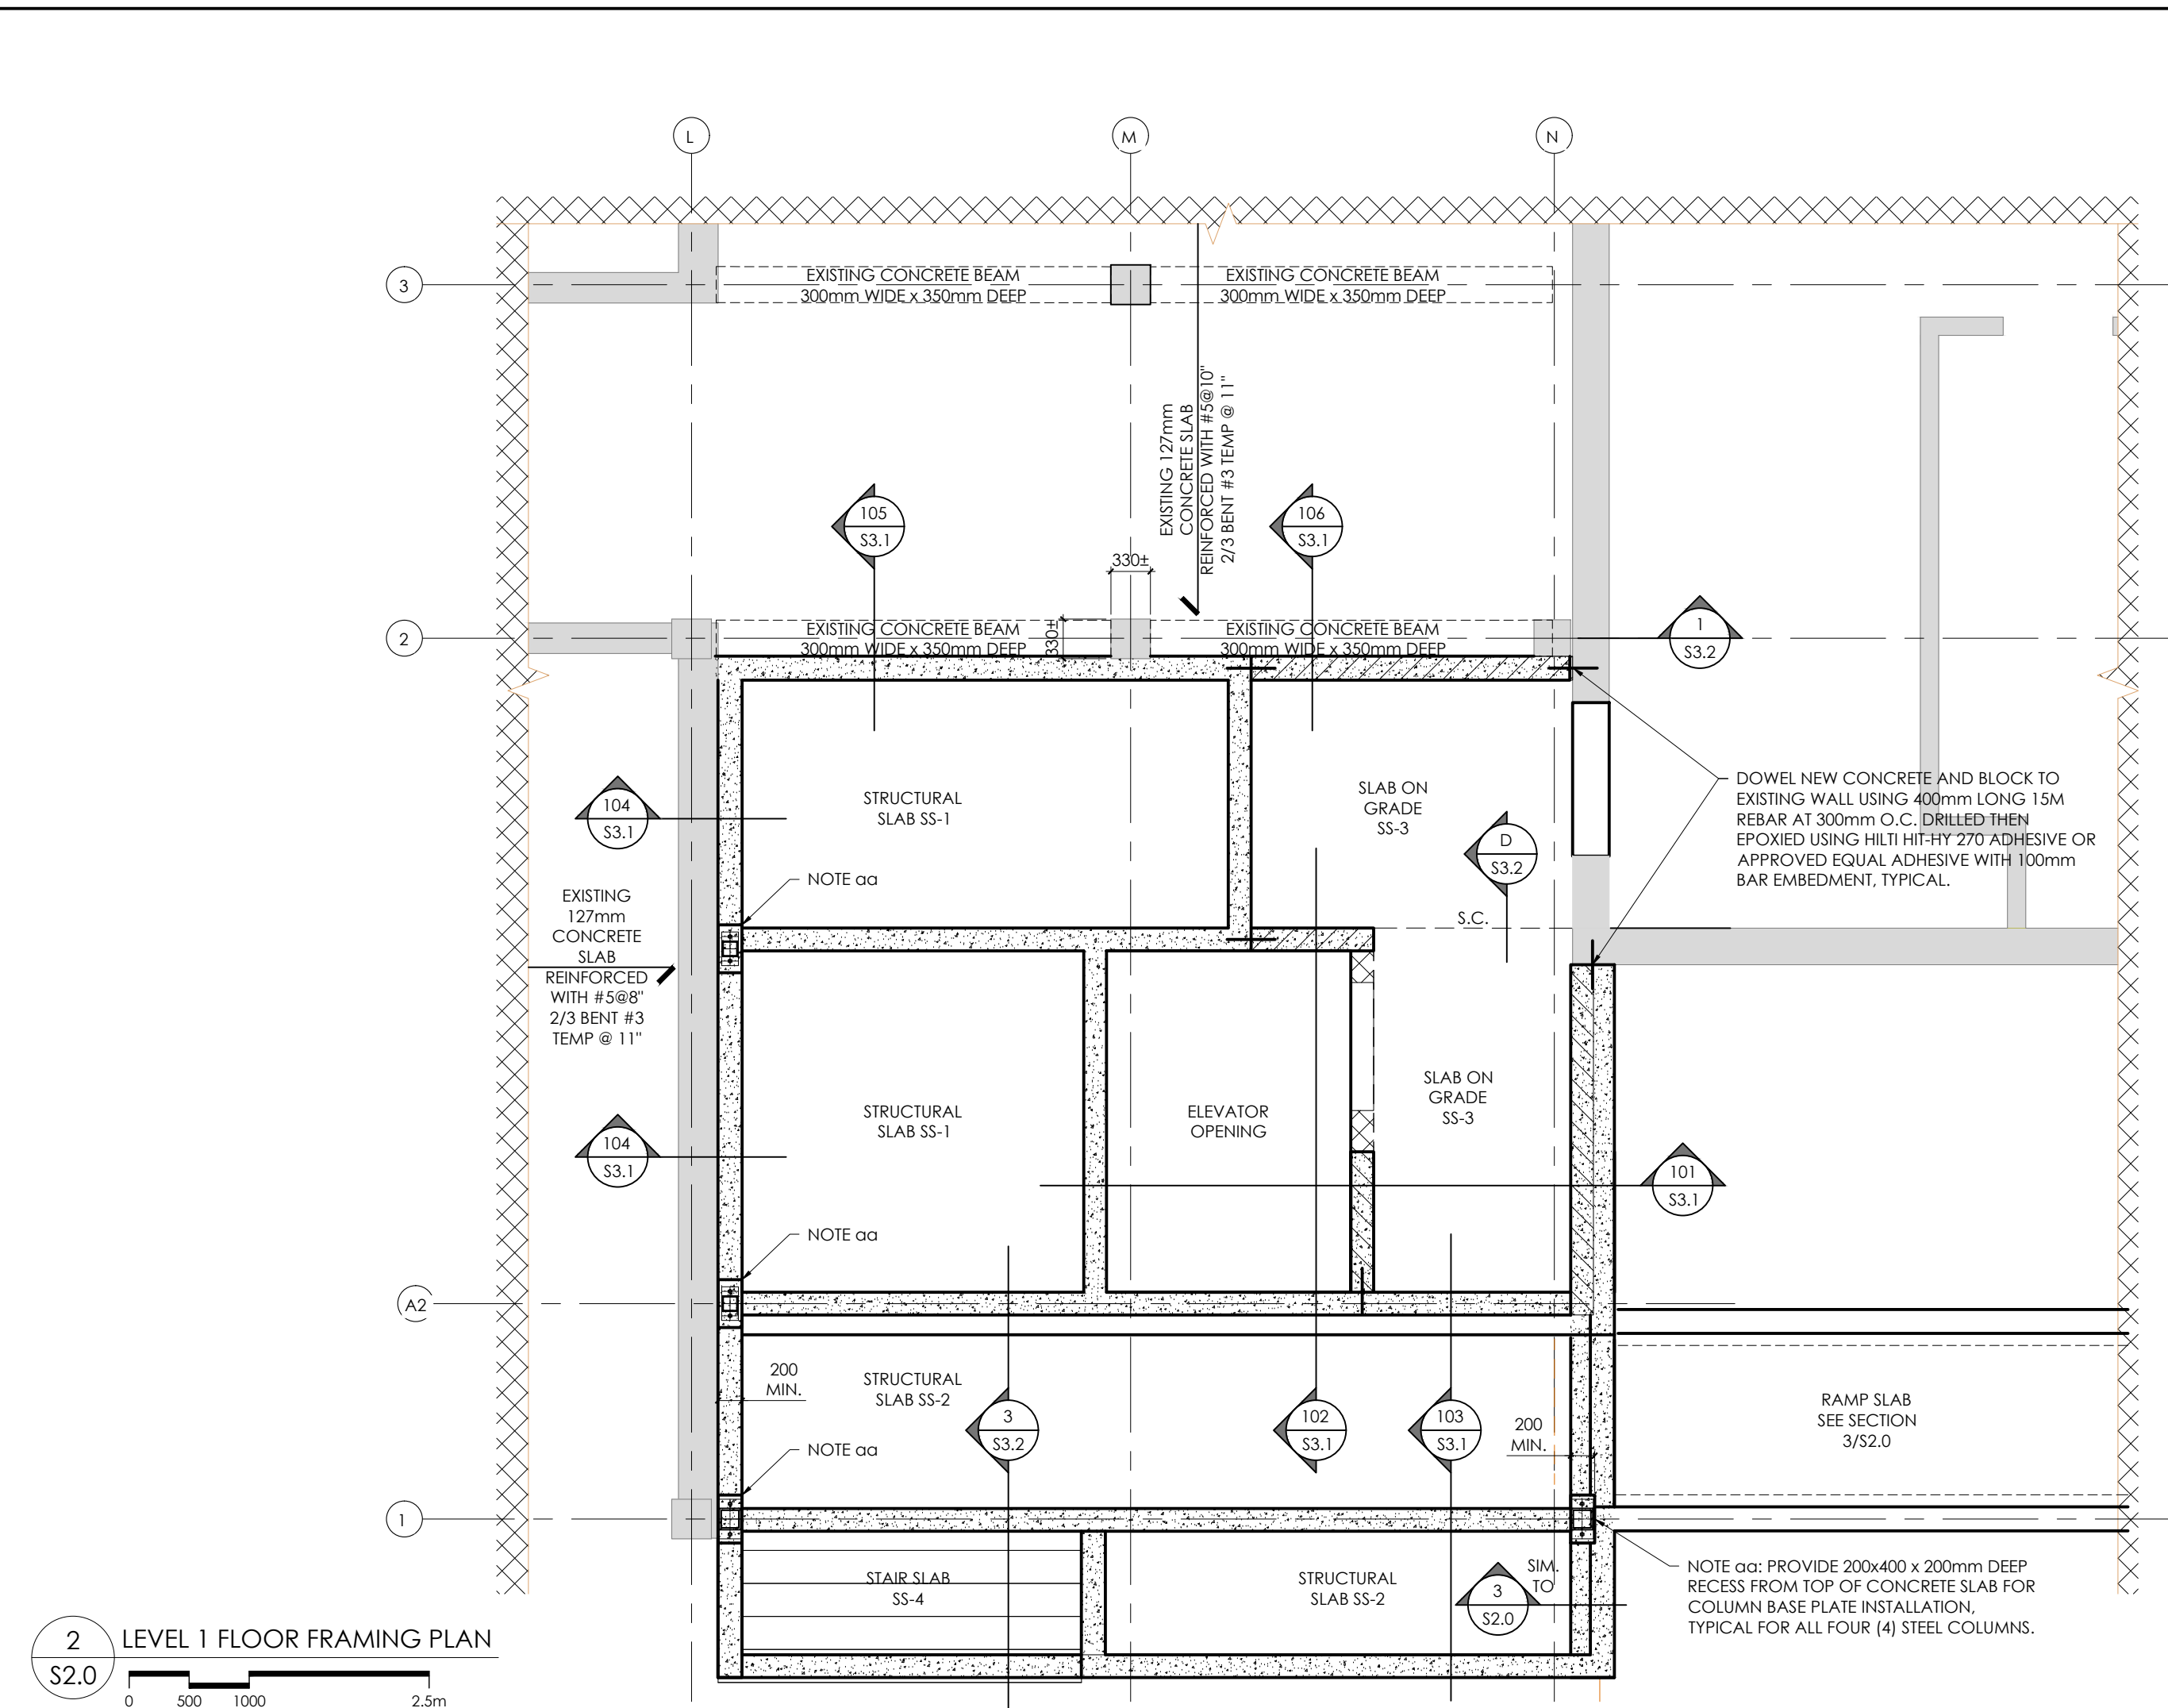 L
M
N
3
EXISTING CONCRETE BEAM
300mm WIDE x 350mm DEEP
EXISTING CONCRETE BEAM
300mm WIDE x 350mm DEEP
EXISTING 127mm
CONCRETE SLAB
REINFORCED WITH #5@10"
2/3 BENT #3 TEMP @ 11"
105
S3.1
106
S3.1
330±
330±
2
EXISTING CONCRETE BEAM
300mm WIDE x 350mm DEEP
EXISTING CONCRETE BEAM
300mm WIDE x 350mm DEEP
1
S3.2
104
S3.1
STRUCTURAL
SLAB SS-1
SLAB ON
GRADE
SS-3
D
S3.2
DOWEL NEW CONCRETE AND BLOCK TO
EXISTING WALL USING 400mm LONG 15M
REBAR AT 300mm O.C. DRILLED THEN
EPOXIED USING HILTI HIT-HY 270 ADHESIVE OR
APPROVED EQUAL ADHESIVE WITH 100mm
BAR EMBEDMENT, TYPICAL.
NOTE aa
S.C.
EXISTING
127mm
CONCRETE
SLAB
REINFORCED
WITH #5@8"
2/3 BENT #3
TEMP @ 11"
104
S3.1
STRUCTURAL
SLAB SS-1
ELEVATOR
OPENING
SLAB ON
GRADE
SS-3
101
S3.1
NOTE aa
A2
200
MIN.
STRUCTURAL
SLAB SS-2
3
S3.2
102
S3.1
103
S3.1
200
MIN.
RAMP SLAB
SEE SECTION
3/S2.0
NOTE aa
1
STAIR SLAB
SS-4
STRUCTURAL
SLAB SS-2
SIM.
TO
3
S2.0
NOTE aa: PROVIDE 200x400 x 200mm DEEP
RECESS FROM TOP OF CONCRETE SLAB FOR
COLUMN BASE PLATE INSTALLATION,
TYPICAL FOR ALL FOUR (4) STEEL COLUMNS.
2
S2.0
LEVEL 1 FLOOR FRAMING PLAN
0 500 1000 2.5m